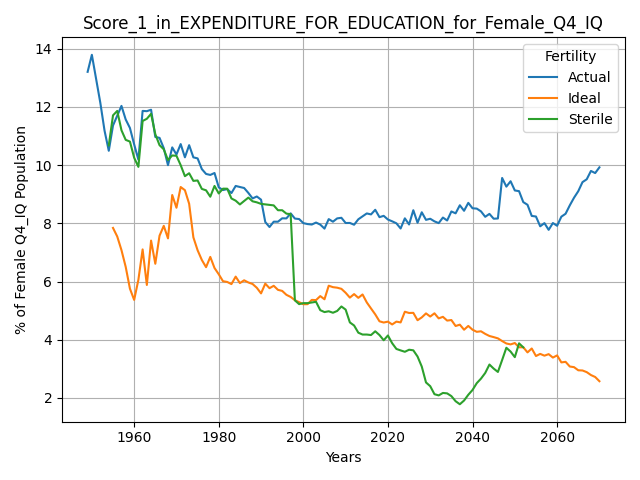 Score_1_in_EXPENDITURE_FOR_EDUCATION_for_Female_Q4_IQ
Fertility
Actual
Ideal
Sterile
% of Female Q4_IQ Population
14
12
10
8
6
4
2
1960
1980
2000
2020
2040
2060
Years